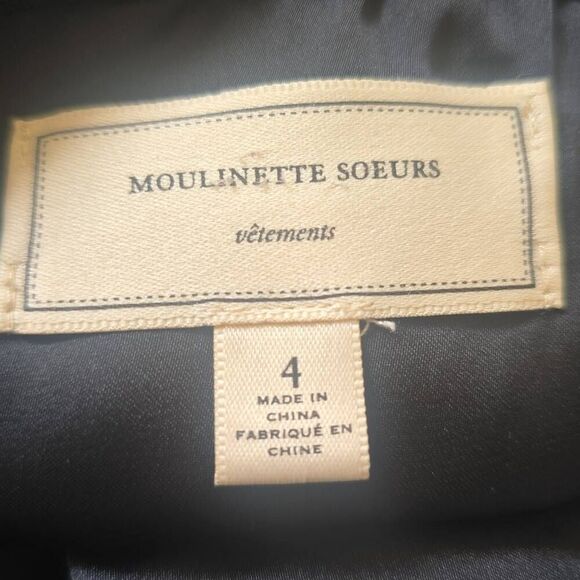 MOULINETTE SOEURS
vêtements
4
MADE IN
CHINA
FABRIQUÉ EN
CHINE